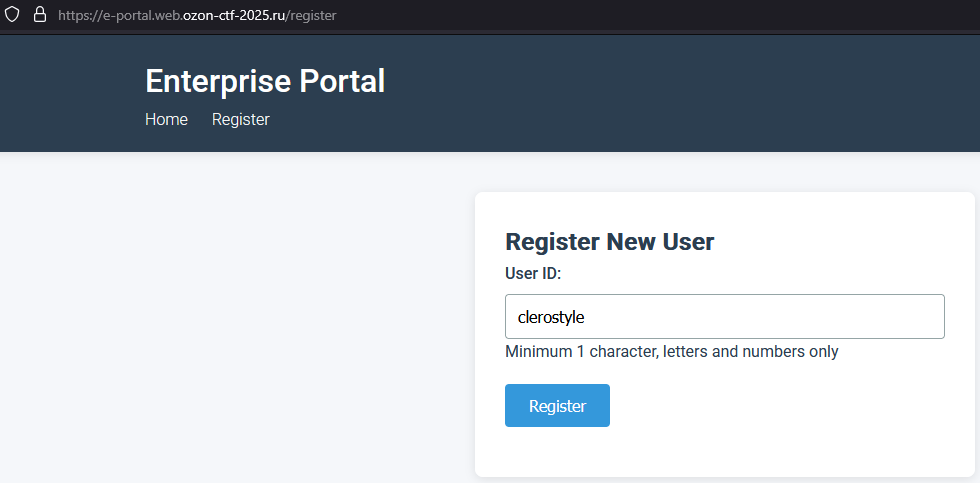 https://e-portal.web.ozon-ctf-2025.ru/register
Enterprise Portal
Home Register
Register New User
User ID:
clerostyle
Minimum 1 character, letters and numbers only
Register